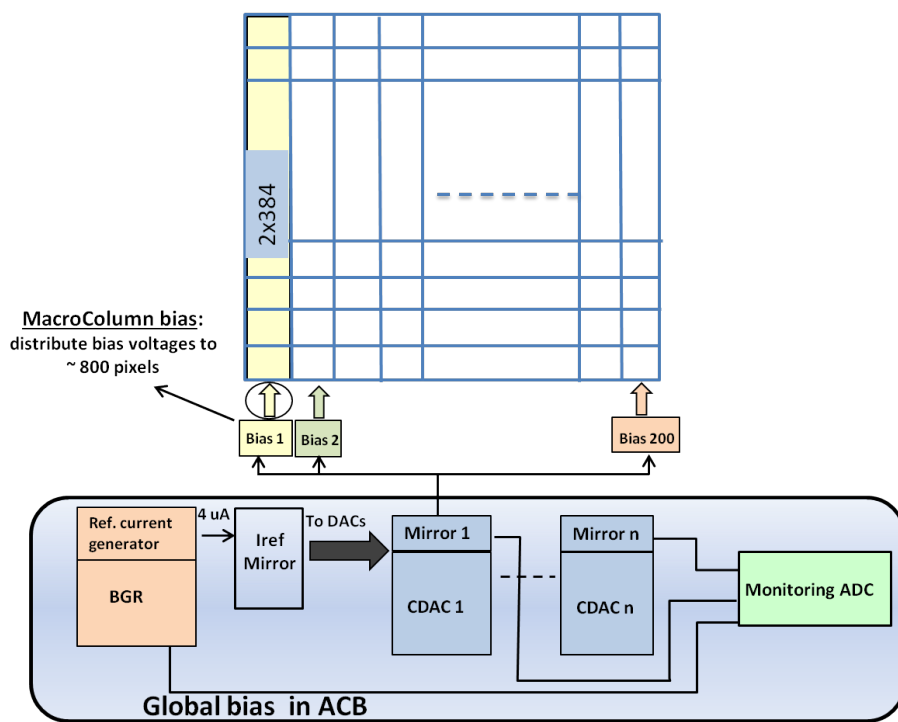 2x384
MacroColumn bias:
distribute bias voltages to
~ 800 pixels
Bias 1
Bias 2
Bias 200
Ref. current
generator
BGR
4 uA
Iref
Mirror
To DACs
Mirror 1
CDAC 1
Mirror n
CDAC n
Monitoring ADC
Global bias in ACB